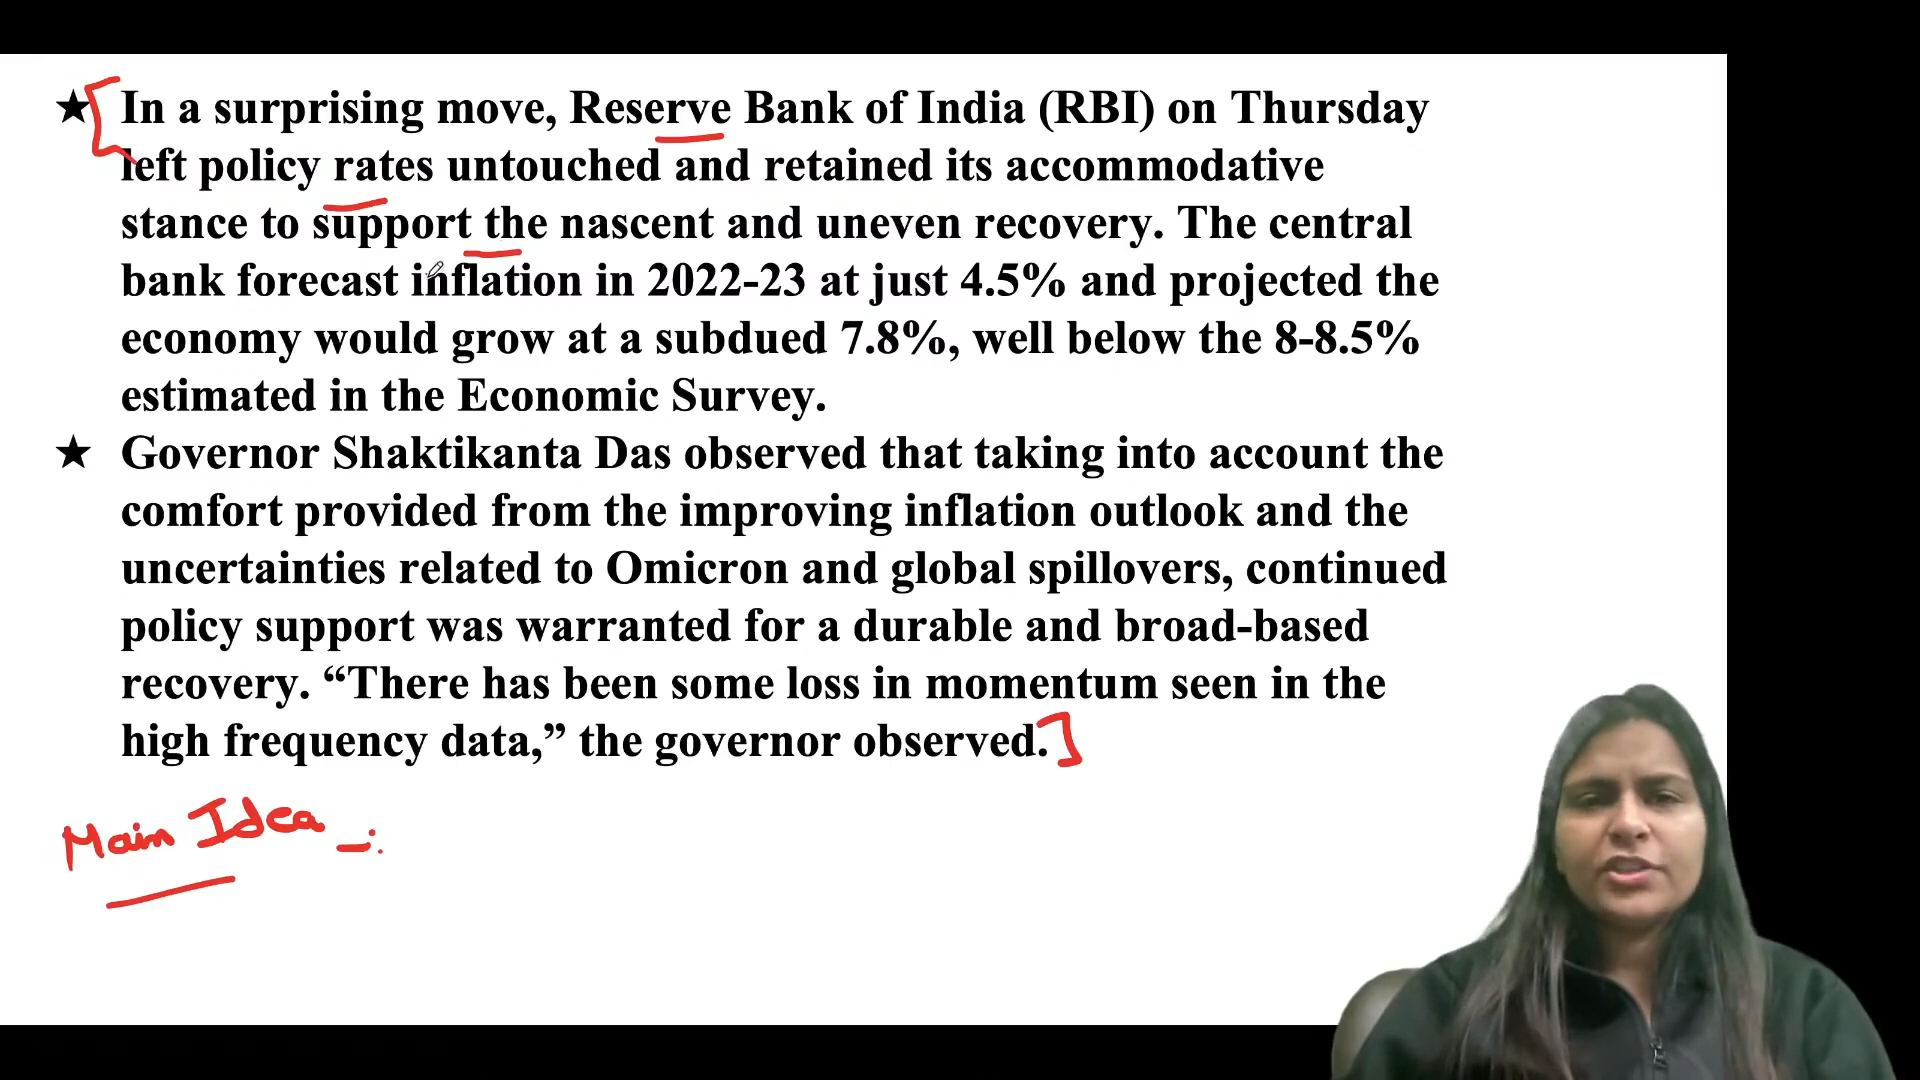 ★ In a surprising move, Reserve Bank of India (RBI) on Thursday
left policy rates untouched and retained its accommodative
stance to support the nascent and uneven recovery. The central
bank forecast inflation in 2022-23 at just 4.5% and projected the
economy would grow at a subdued 7.8%, well below the 8-8.5%
estimated in the Economic Survey.
★ Governor Shaktikanta Das observed that taking into account the
comfort provided from the improving inflation outlook and the
uncertainties related to Omicron and global spillovers, continued
policy support was warranted for a durable and broad-based
recovery. “There has been some loss in momentum seen in the
high frequency data,” the governor observed.
Main Idea -: